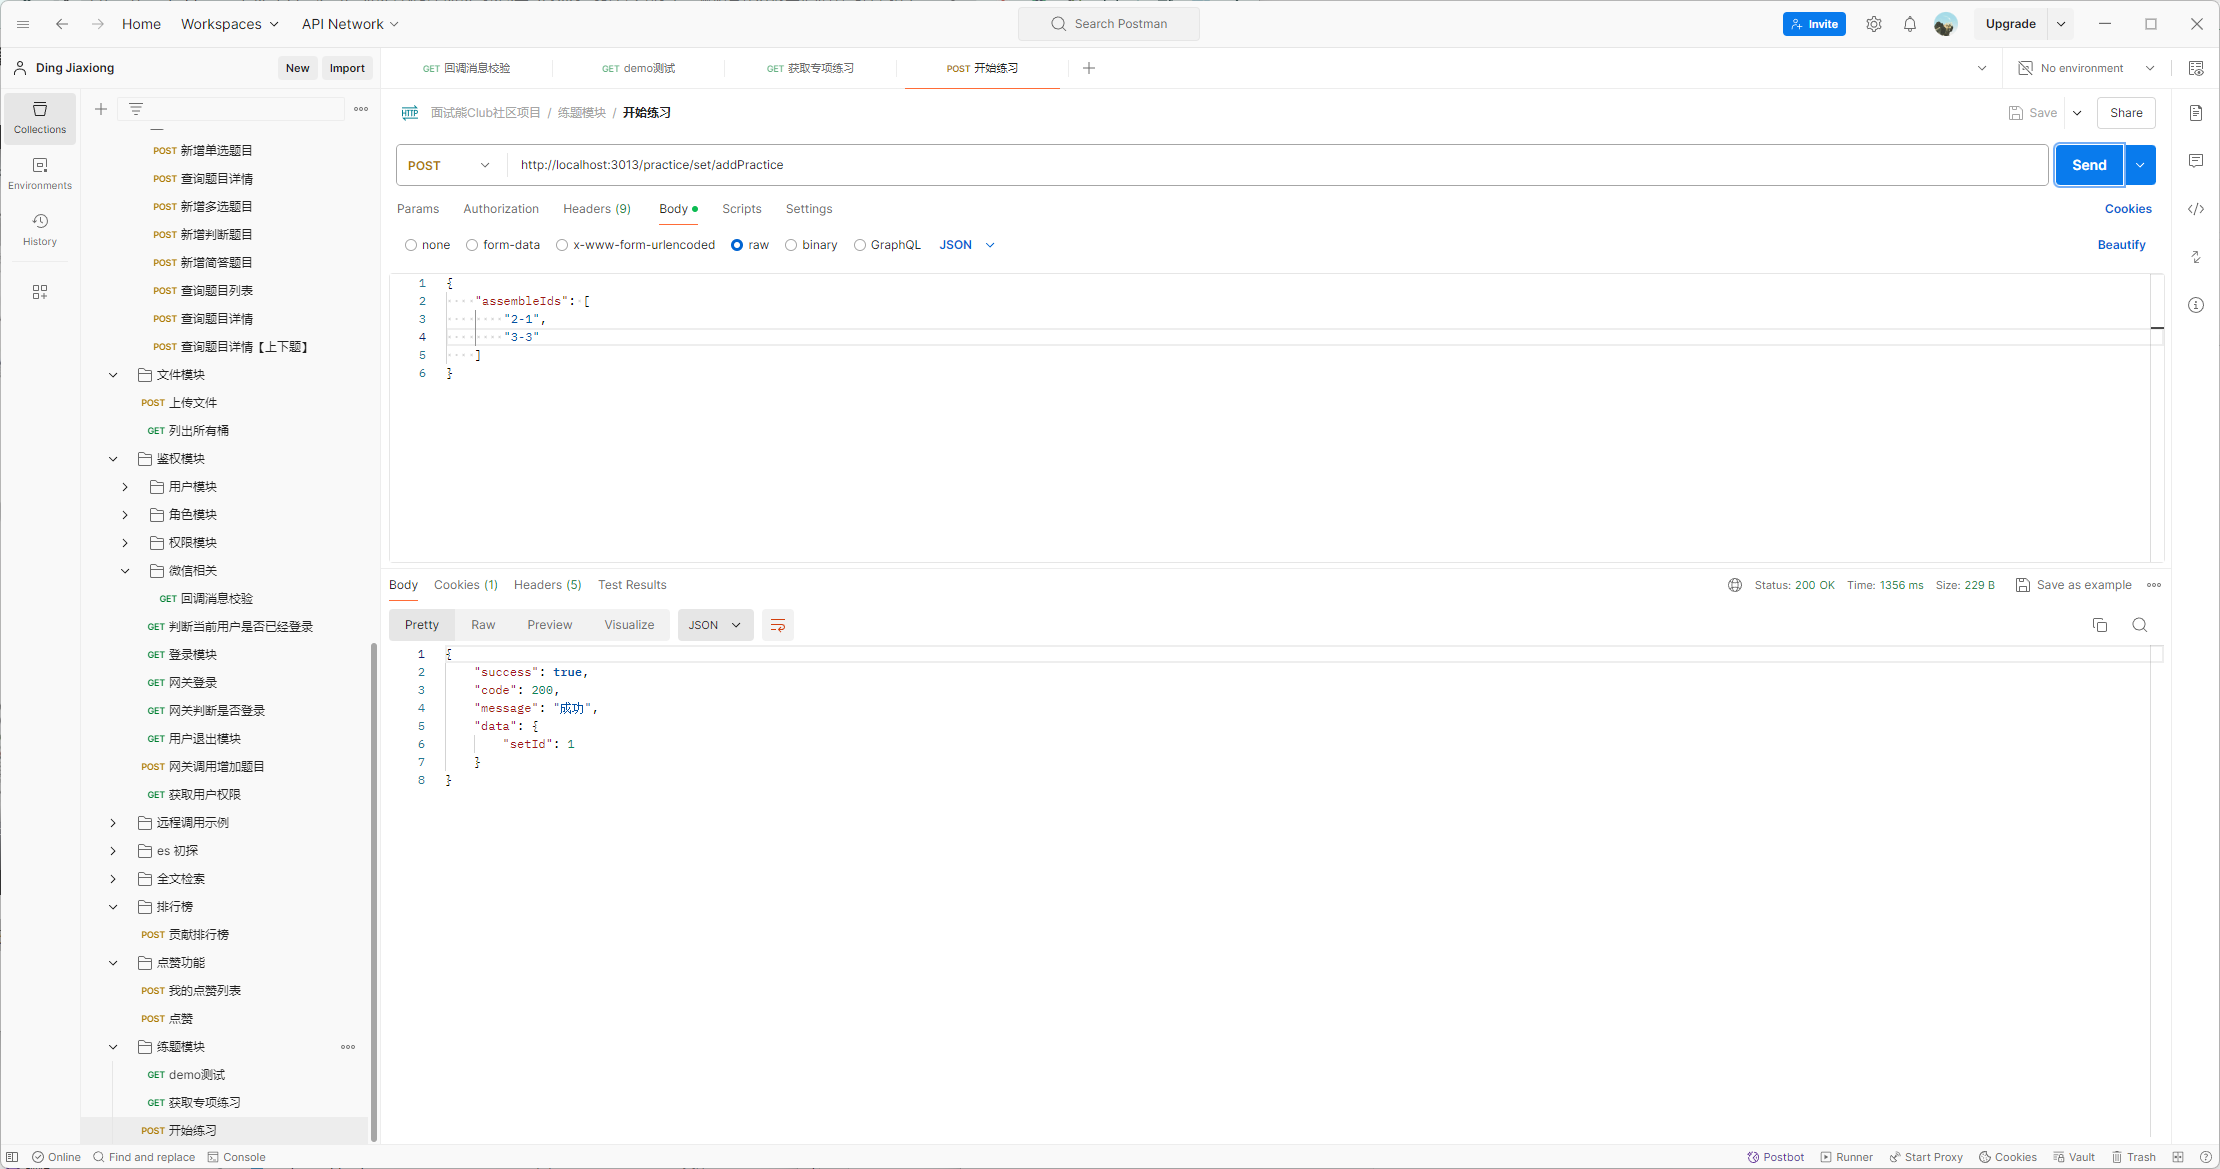 Home Workspaces API Network Search Postman Invite Upgrade
Ding Jiaxiong New Import GET 回调消息校验 GET demo测试 GET 获取专项练习 POST 开始练习 No environment
Collections
Environments
History
POST 新增单选题目
POST 查询题目详情
POST 新增多选题目
POST 新增判断题目
POST 新增简答题目
POST 查询题目列表
POST 查询题目详情
POST 查询题目详情【上下题】
文件模块
POST 上传文件
GET 列出所有桶
鉴权模块
用户模块
角色模块
权限模块
微信相关
GET 回调消息校验
GET 判断当前用户是否已经登录
GET 登录模块
GET 网关登录
GET 网关判断是否登录
GET 用户退出模块
POST 网关调用增加题目
GET 获取用户权限
远程调用示例
es 初探
全文检索
排行榜
POST 贡献排行榜
点赞功能
POST 我的点赞列表
POST 点赞
练题模块
GET demo测试
GET 获取专项练习
POST 开始练习
HTTP 面试熊Club社区项目 / 练题模块 / 开始练习 Save Share
POST http://localhost:3013/practice/set/addPractice Send
Params Authorization Headers (9) Body Scripts Settings Cookies
none form-data x-www-form-urlencoded raw binary GraphQL JSON Beautify
1 {
2 "assembleIds": [
3 "2-1",
4 "3-3"
5 ]
6 }
Body Cookies (1) Headers (5) Test Results Status: 200 OK Time: 1356 ms Size: 229 B Save as example
Pretty Raw Preview Visualize JSON
1 {
2 "success": true,
3 "code": 200,
4 "message": "成功",
5 "data": {
6 "setId": 1
7 }
8 }
Online Find and replace Console Postbot Runner Start Proxy Cookies Vault Trash